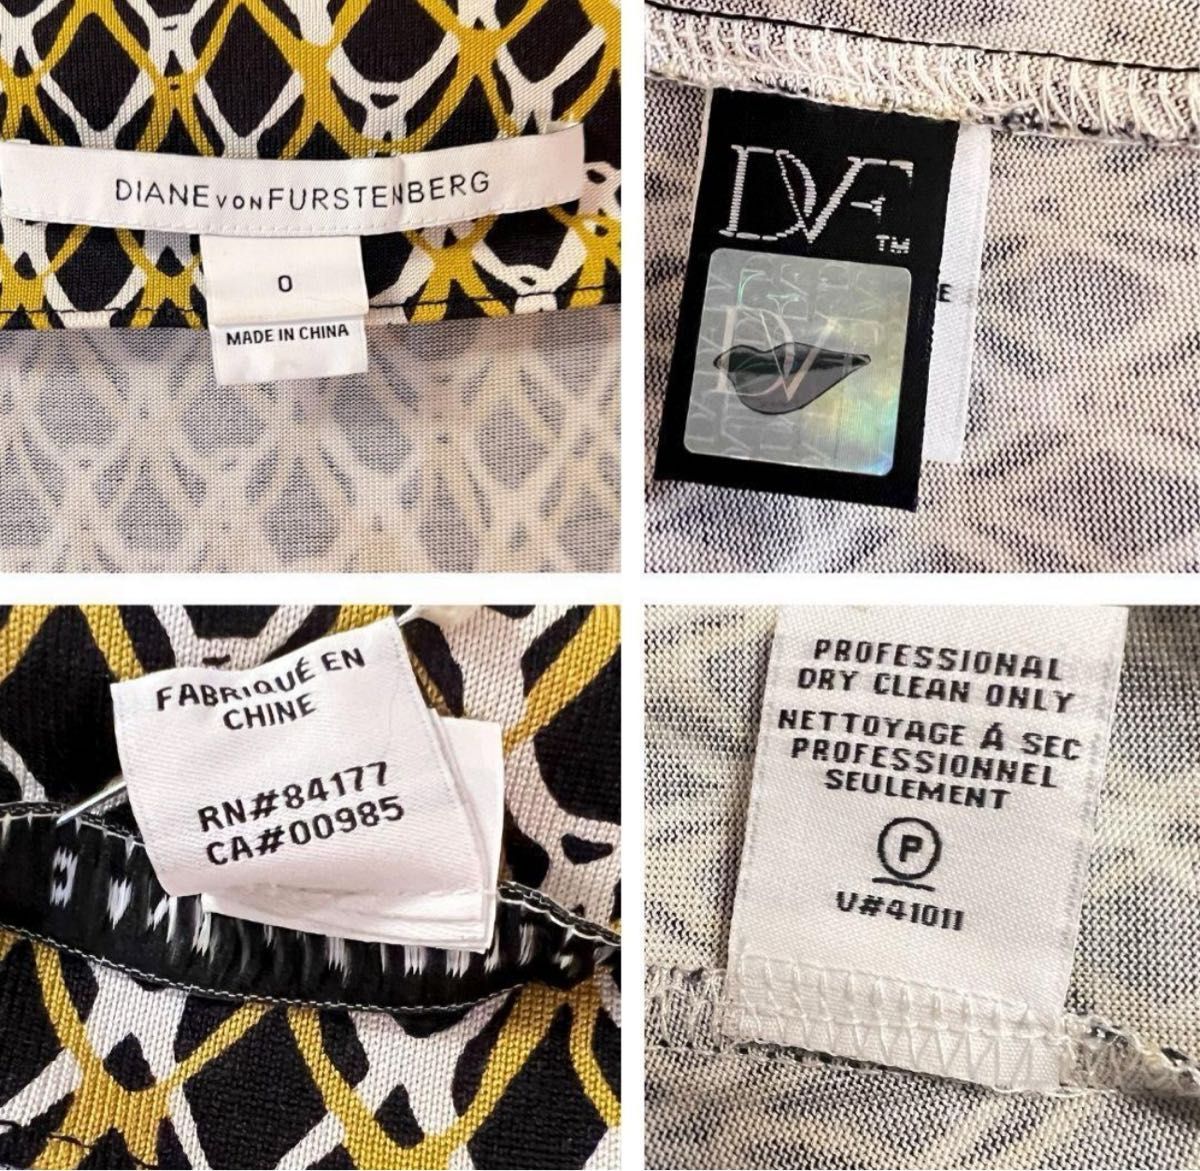 DIANE VON FURSTENBERG
0
MADE IN CHINA
DVF
TM
DVF
E
FABRIQUÉ EN
CHINE
RN#84177
CA#00985
PROFESSIONAL
DRY CLEAN ONLY
NETTOYAGE Á SEC
PROFESSIONNEL
SEULEMENT
P
V#41011